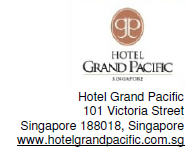 HOTEL
GRAND PACIFIC
SINGAPORE
Hotel Grand Pacific
101 Victoria Street
Singapore 188018, Singapore
www.hotelgrandpacific.com.sg